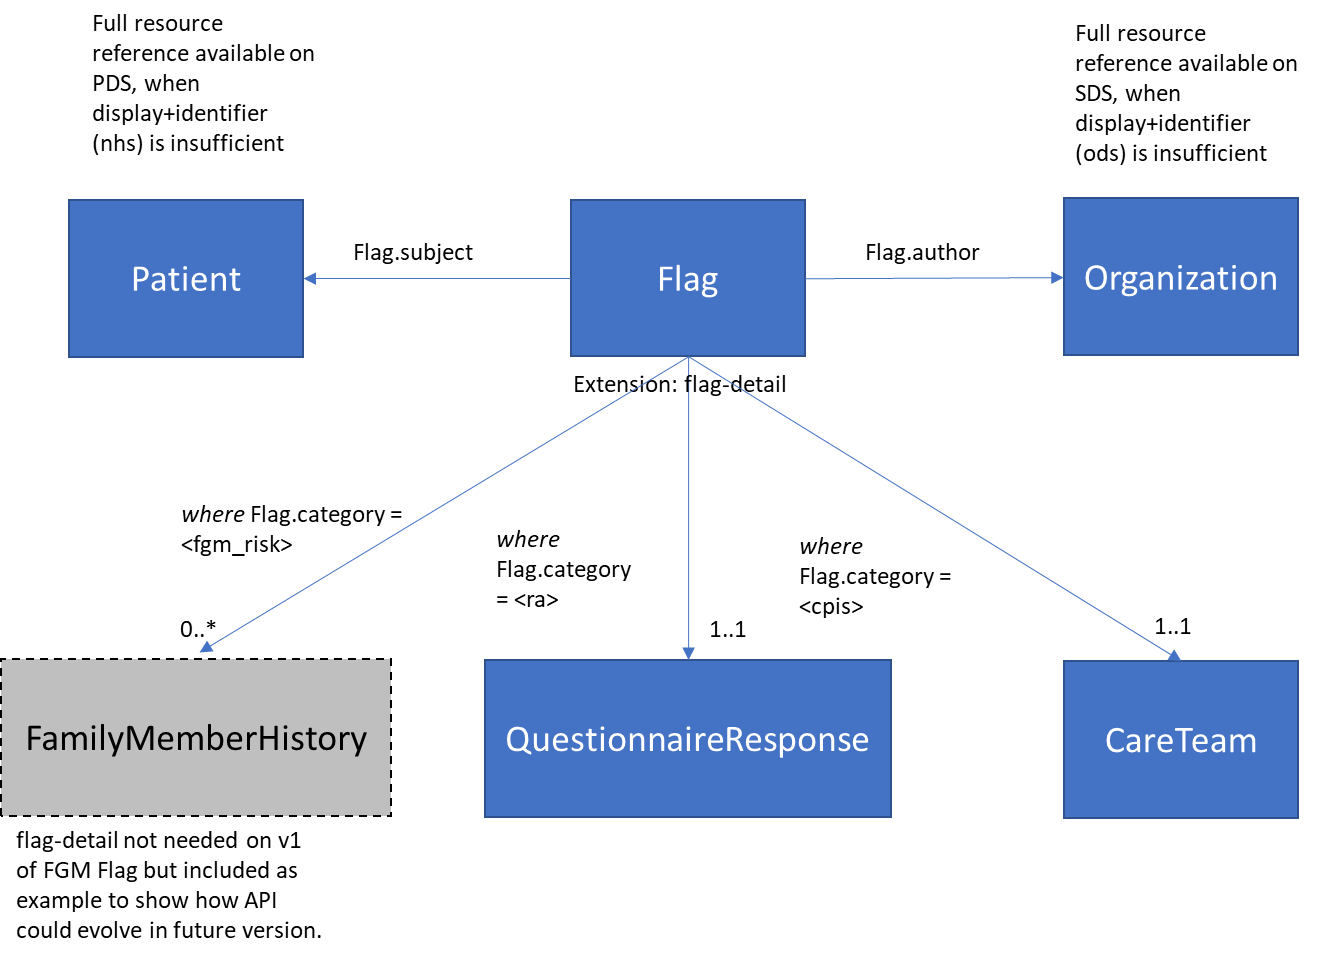 Full resource
reference available on
PDS, when
display+identifier
(nhs) is insufficient
Full resource
reference available on
SDS, when
display+identifier
(ods) is insufficient
Patient
Flag.subject
Flag
Flag.author
Organization
Extension: flag-detail
where Flag.category =
<fgm_risk>
where
Flag.category
= <ra>
where
Flag.category =
<cpis>
0..*
1..1
1..1
FamilyMemberHistory
QuestionnaireResponse
CareTeam
flag-detail not needed on v1
of FGM Flag but included as
example to show how API
could evolve in future version.